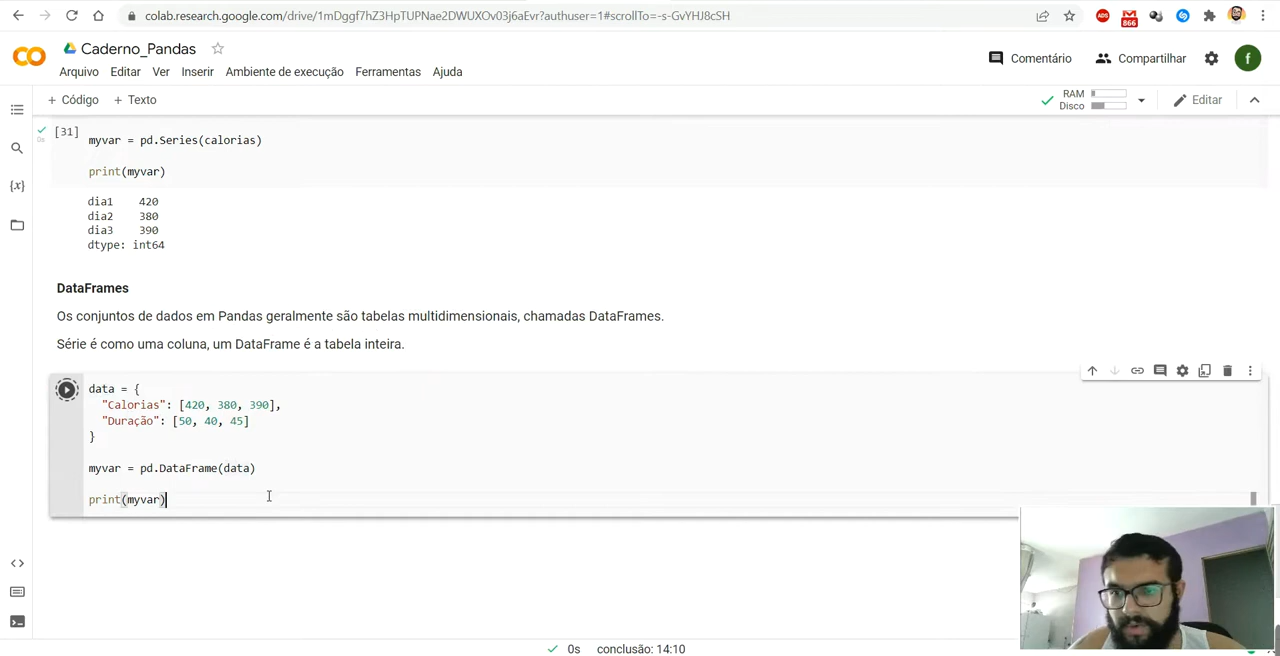 colab.research.google.com/drive/1mDggf7hZ3HpTUPNae2DWUXOv03j6aEvr?authuser=1#scrollTo=-s-GvYHJ8cSH
ADS
866
Caderno_Pandas
Comentário
Compartilhar
f
Arquivo Editar Ver Inserir Ambiente de execução Ferramentas Ajuda
+ Código + Texto
RAM
Disco
Editar
{x}
0s
[31]
myvar = pd.Series(calorias)
print(myvar)
dia1 420
dia2 380
dia3 390
dtype: int64
DataFrames
Os conjuntos de dados em Pandas geralmente são tabelas multidimensionais, chamadas DataFrames.
Série é como uma coluna, um DataFrame é a tabela inteira.
data = {
"Calorias": [420, 380, 390],
"Duração": [50, 40, 45]
}
myvar = pd.DataFrame(data)
print(myvar)
0s conclusão: 14:10